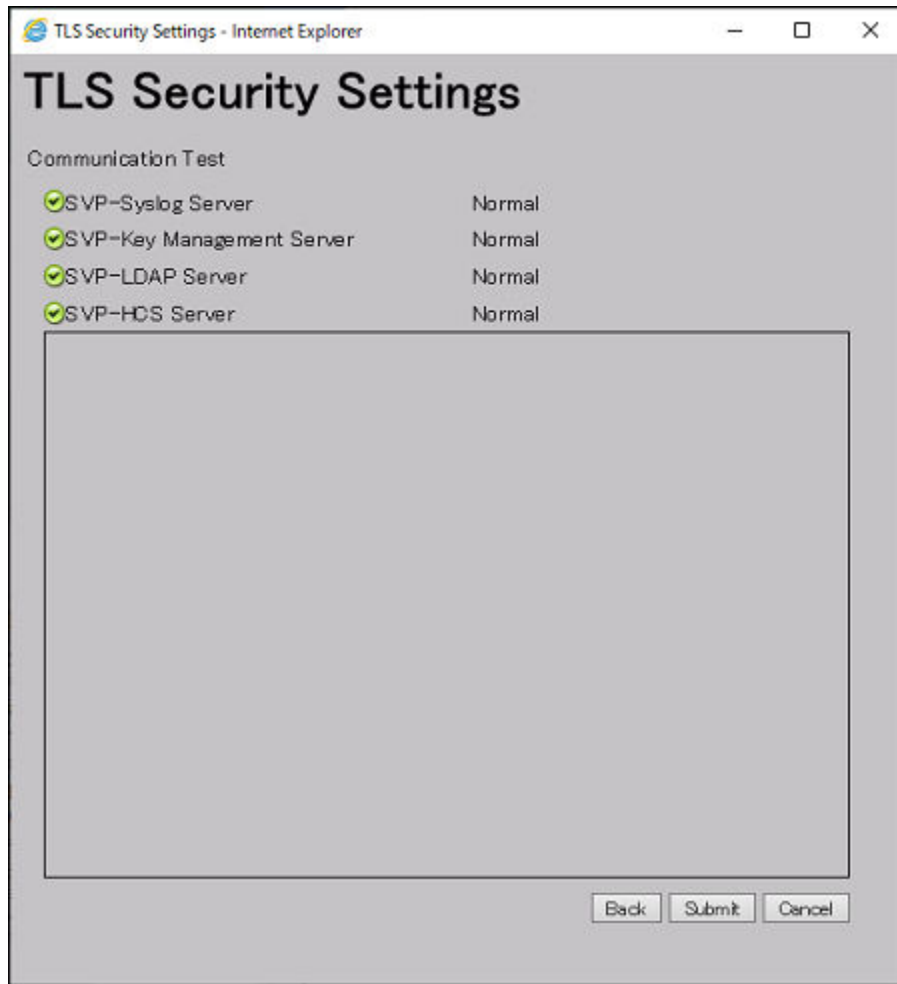 TLS Security Settings - Internet Explorer
TLS Security Settings
Communication Test
SVP-Syslog Server Normal
SVP-Key Management Server Normal
SVP-LDAP Server Normal
SVP-HCS Server Normal
Back Submit Cancel